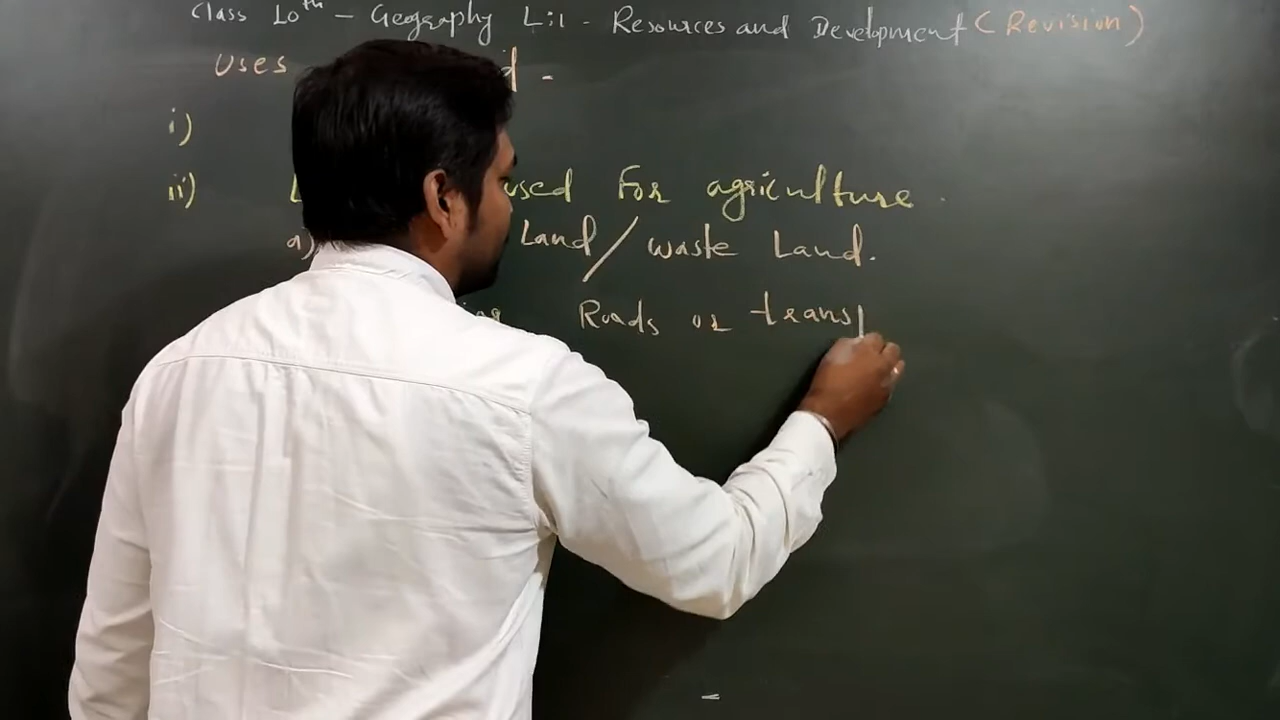 Class 10th - Geography L:1 - Resources and Development (Revision)
Uses -
i)
ii) used For agriculture.
a) Land / waste Land.
Roads or transp